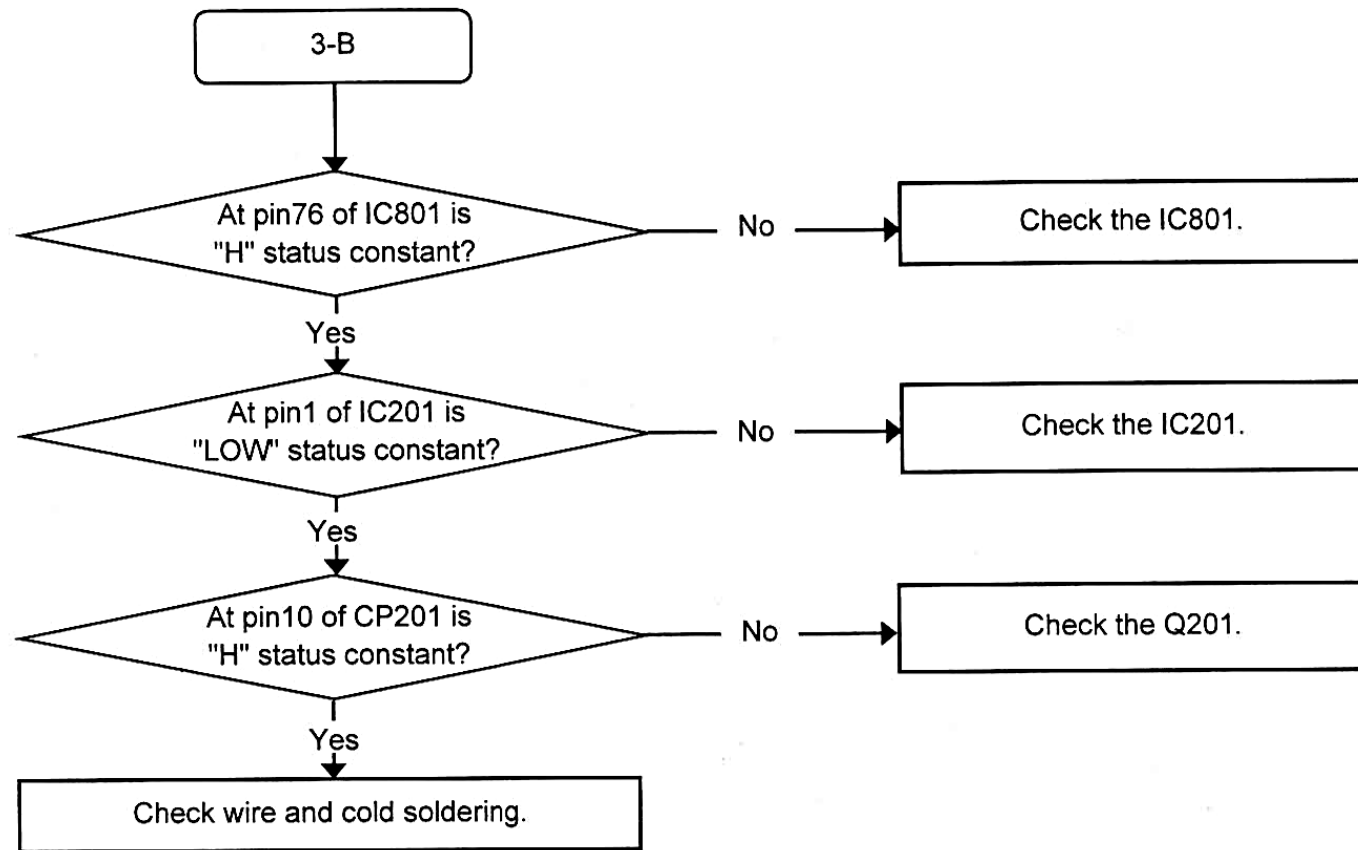 3-B
At pin76 of IC801 is
"H" status constant?
No
Check the IC801.
Yes
At pin1 of IC201 is
"LOW" status constant?
No
Check the IC201.
Yes
At pin10 of CP201 is
"H" status constant?
No
Check the Q201.
Yes
Check wire and cold soldering.